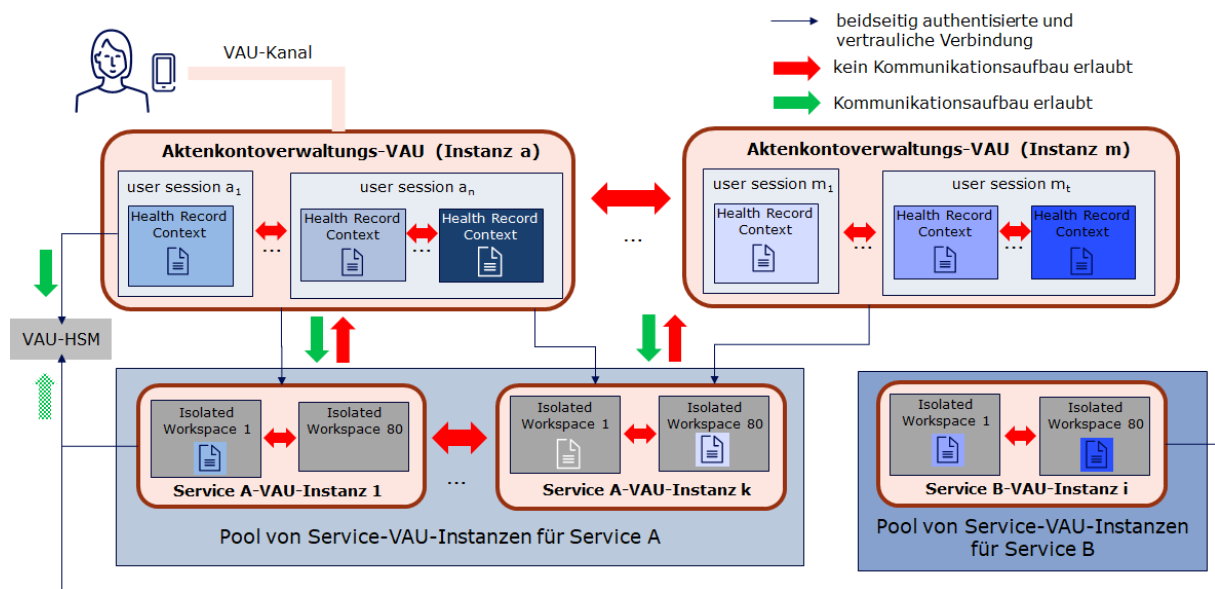 beidseitig authentisierte und
vertrauliche Verbindung
VAU-Kanal
kein Kommunikationsaufbau erlaubt
Kommunikationsaufbau erlaubt
Aktenkontoverwaltungs-VAU (Instanz a)
user session a1
user session an
Health Record
Context
...
Health Record
Context
...
Health Record
Context
...
Aktenkontoverwaltungs-VAU (Instanz m)
user session m1
user session mt
Health Record
Context
...
Health Record
Context
...
Health Record
Context
VAU-HSM
Isolated
Workspace 1
Isolated
Workspace 80
Service A-VAU-Instanz 1
...
Isolated
Workspace 1
Isolated
Workspace 80
Service A-VAU-Instanz k
Pool von Service-VAU-Instanzen für Service A
Isolated
Workspace 1
Isolated
Workspace 80
Service B-VAU-Instanz i
Pool von Service-VAU-Instanzen
für Service B